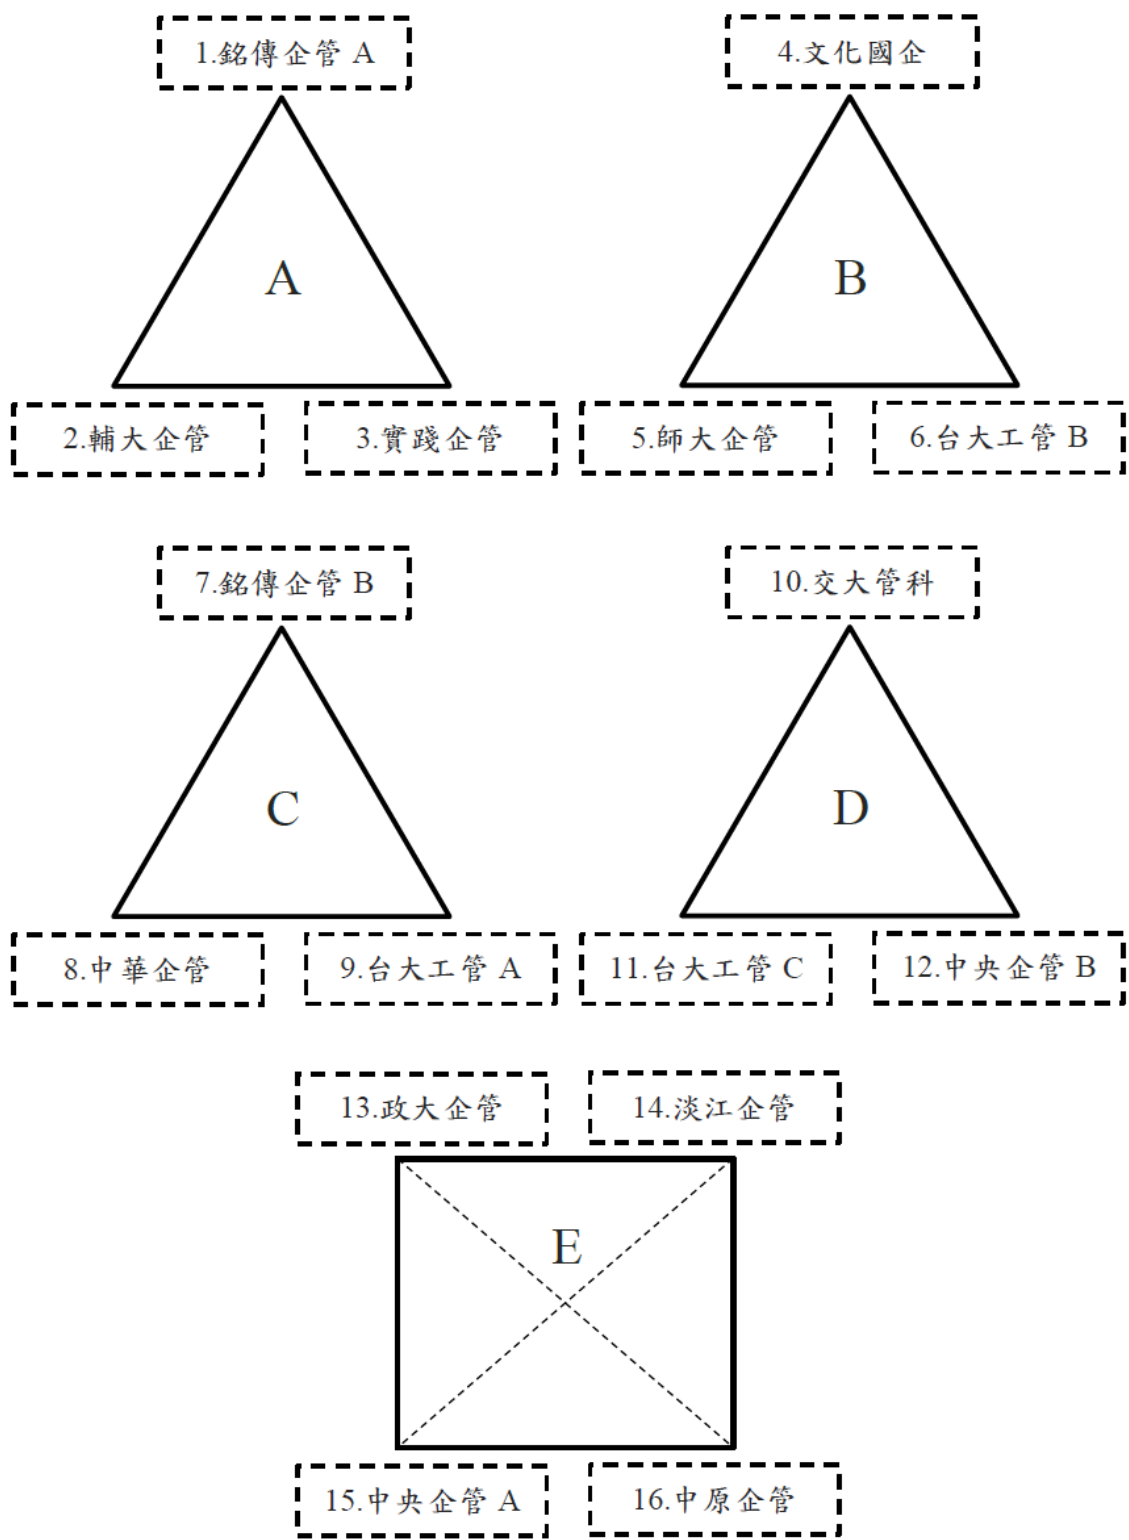 1.銘傳企管 A
4.文化國企
A
B
2.輔大企管
3.實踐企管
5.師大企管
6.台大工管 B
7.銘傳企管 B
10.交大管科
C
D
8.中華企管
9.台大工管 A
11.台大工管 C
12.中央企管 B
13.政大企管
14.淡江企管
E
15.中央企管 A
16.中原企管